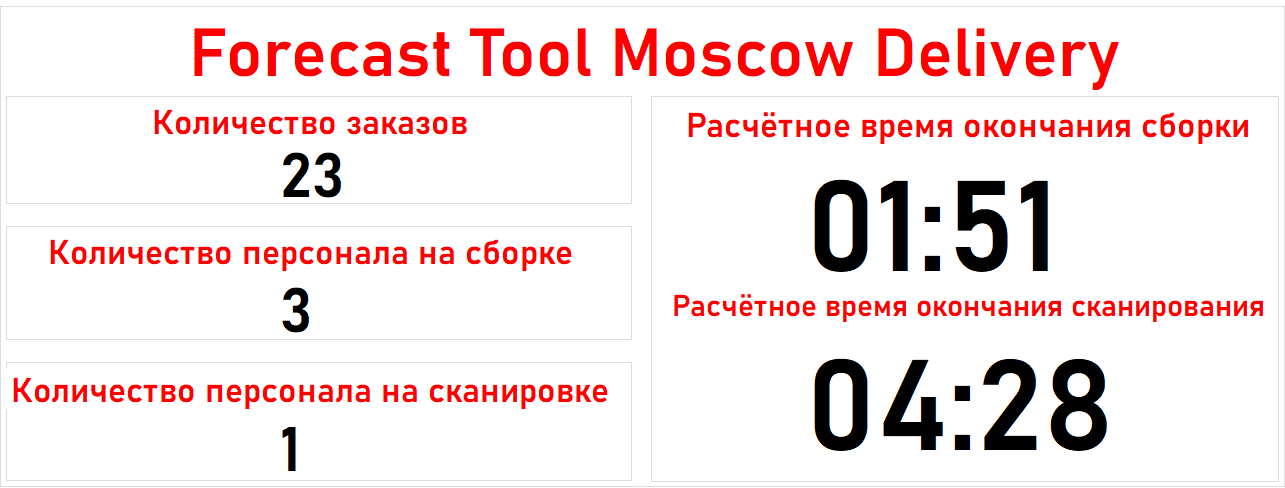 Forecast Tool Moscow Delivery
Количество заказов
23
Количество персонала на сборке
3
Количество персонала на сканировке
1
Расчётное время окончания сборки
01:51
Расчётное время окончания сканирования
04:28